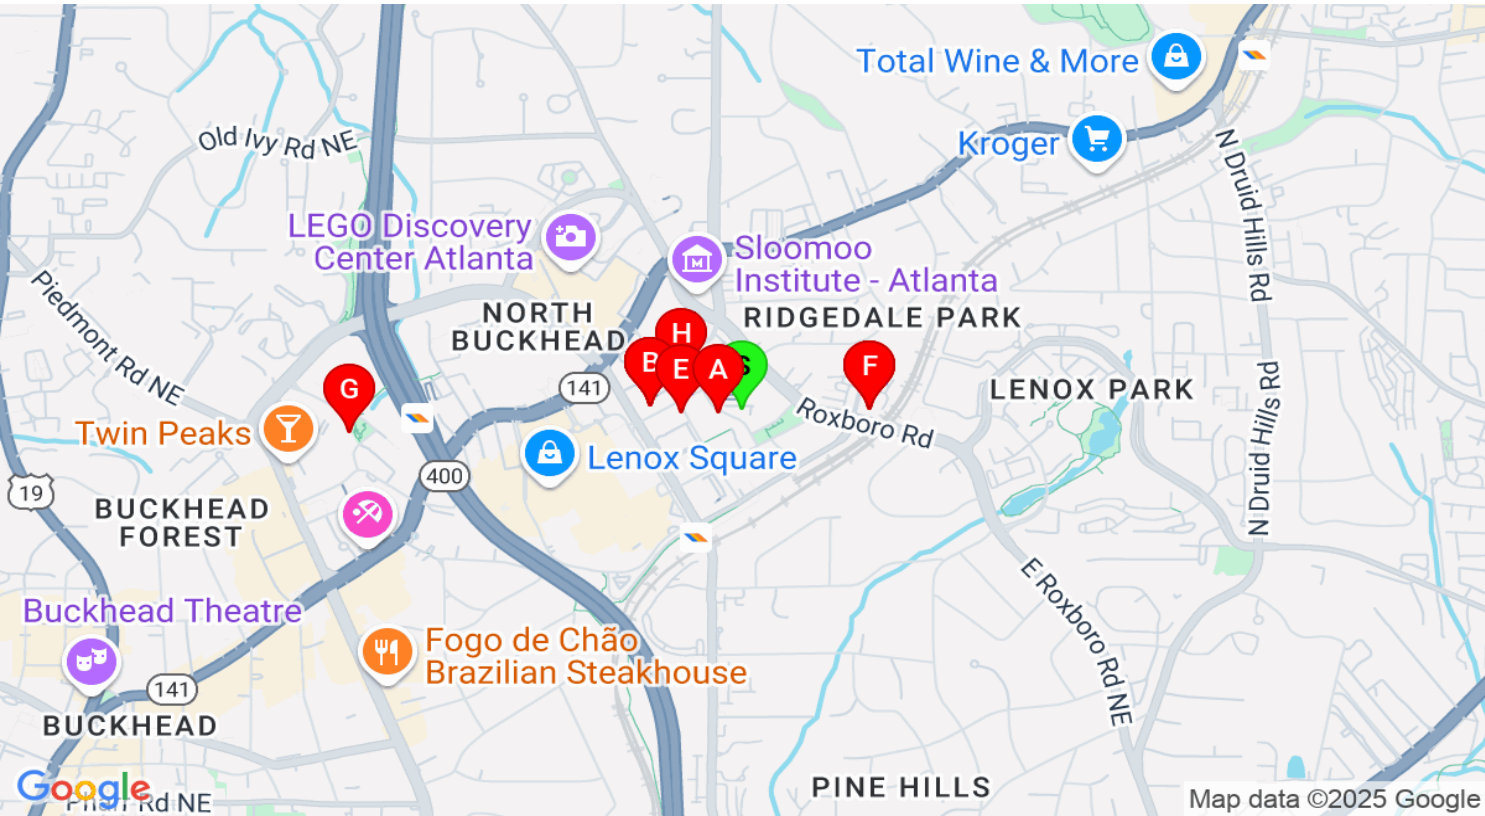 Total Wine & More
Kroger
Old Ivy Rd NE
N Druid Hills Rd
LEGO Discovery
Center Atlanta
Sloomoo
Institute - Atlanta
Piedmont Rd NE
NORTH
BUCKHEAD
RIDGEDALE PARK
H
B
E
A
S
F
G
141
LENOX PARK
Roxboro Rd
N Druid Hills Rd
Twin Peaks
Lenox Square
400
19
BUCKHEAD
FOREST
E Roxboro Rd NE
Buckhead Theatre
Fogo de Chão
Brazilian Steakhouse
141
BUCKHEAD
PINE HILLS
Google
Rd NE
Map data ©2025 Google